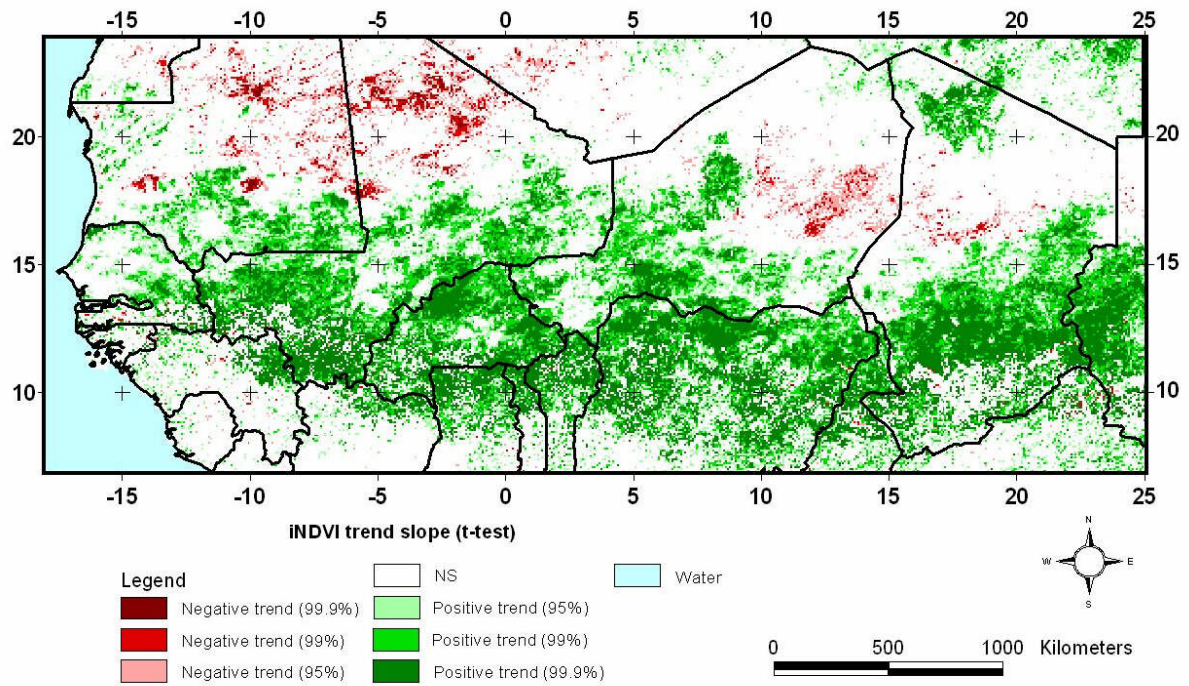 -15 -10 -5 0 5 10 15 20 25
20 20
15 15
10 10
-15 -10 -5 0 5 10 15 20 25
iNDVI trend slope (t-test)
Legend
NS
Water
Negative trend (99.9%)
Positive trend (95%)
Negative trend (99%)
Positive trend (99%)
Negative trend (95%)
Positive trend (99.9%)
N
W E
S
0 500 1000 Kilometers